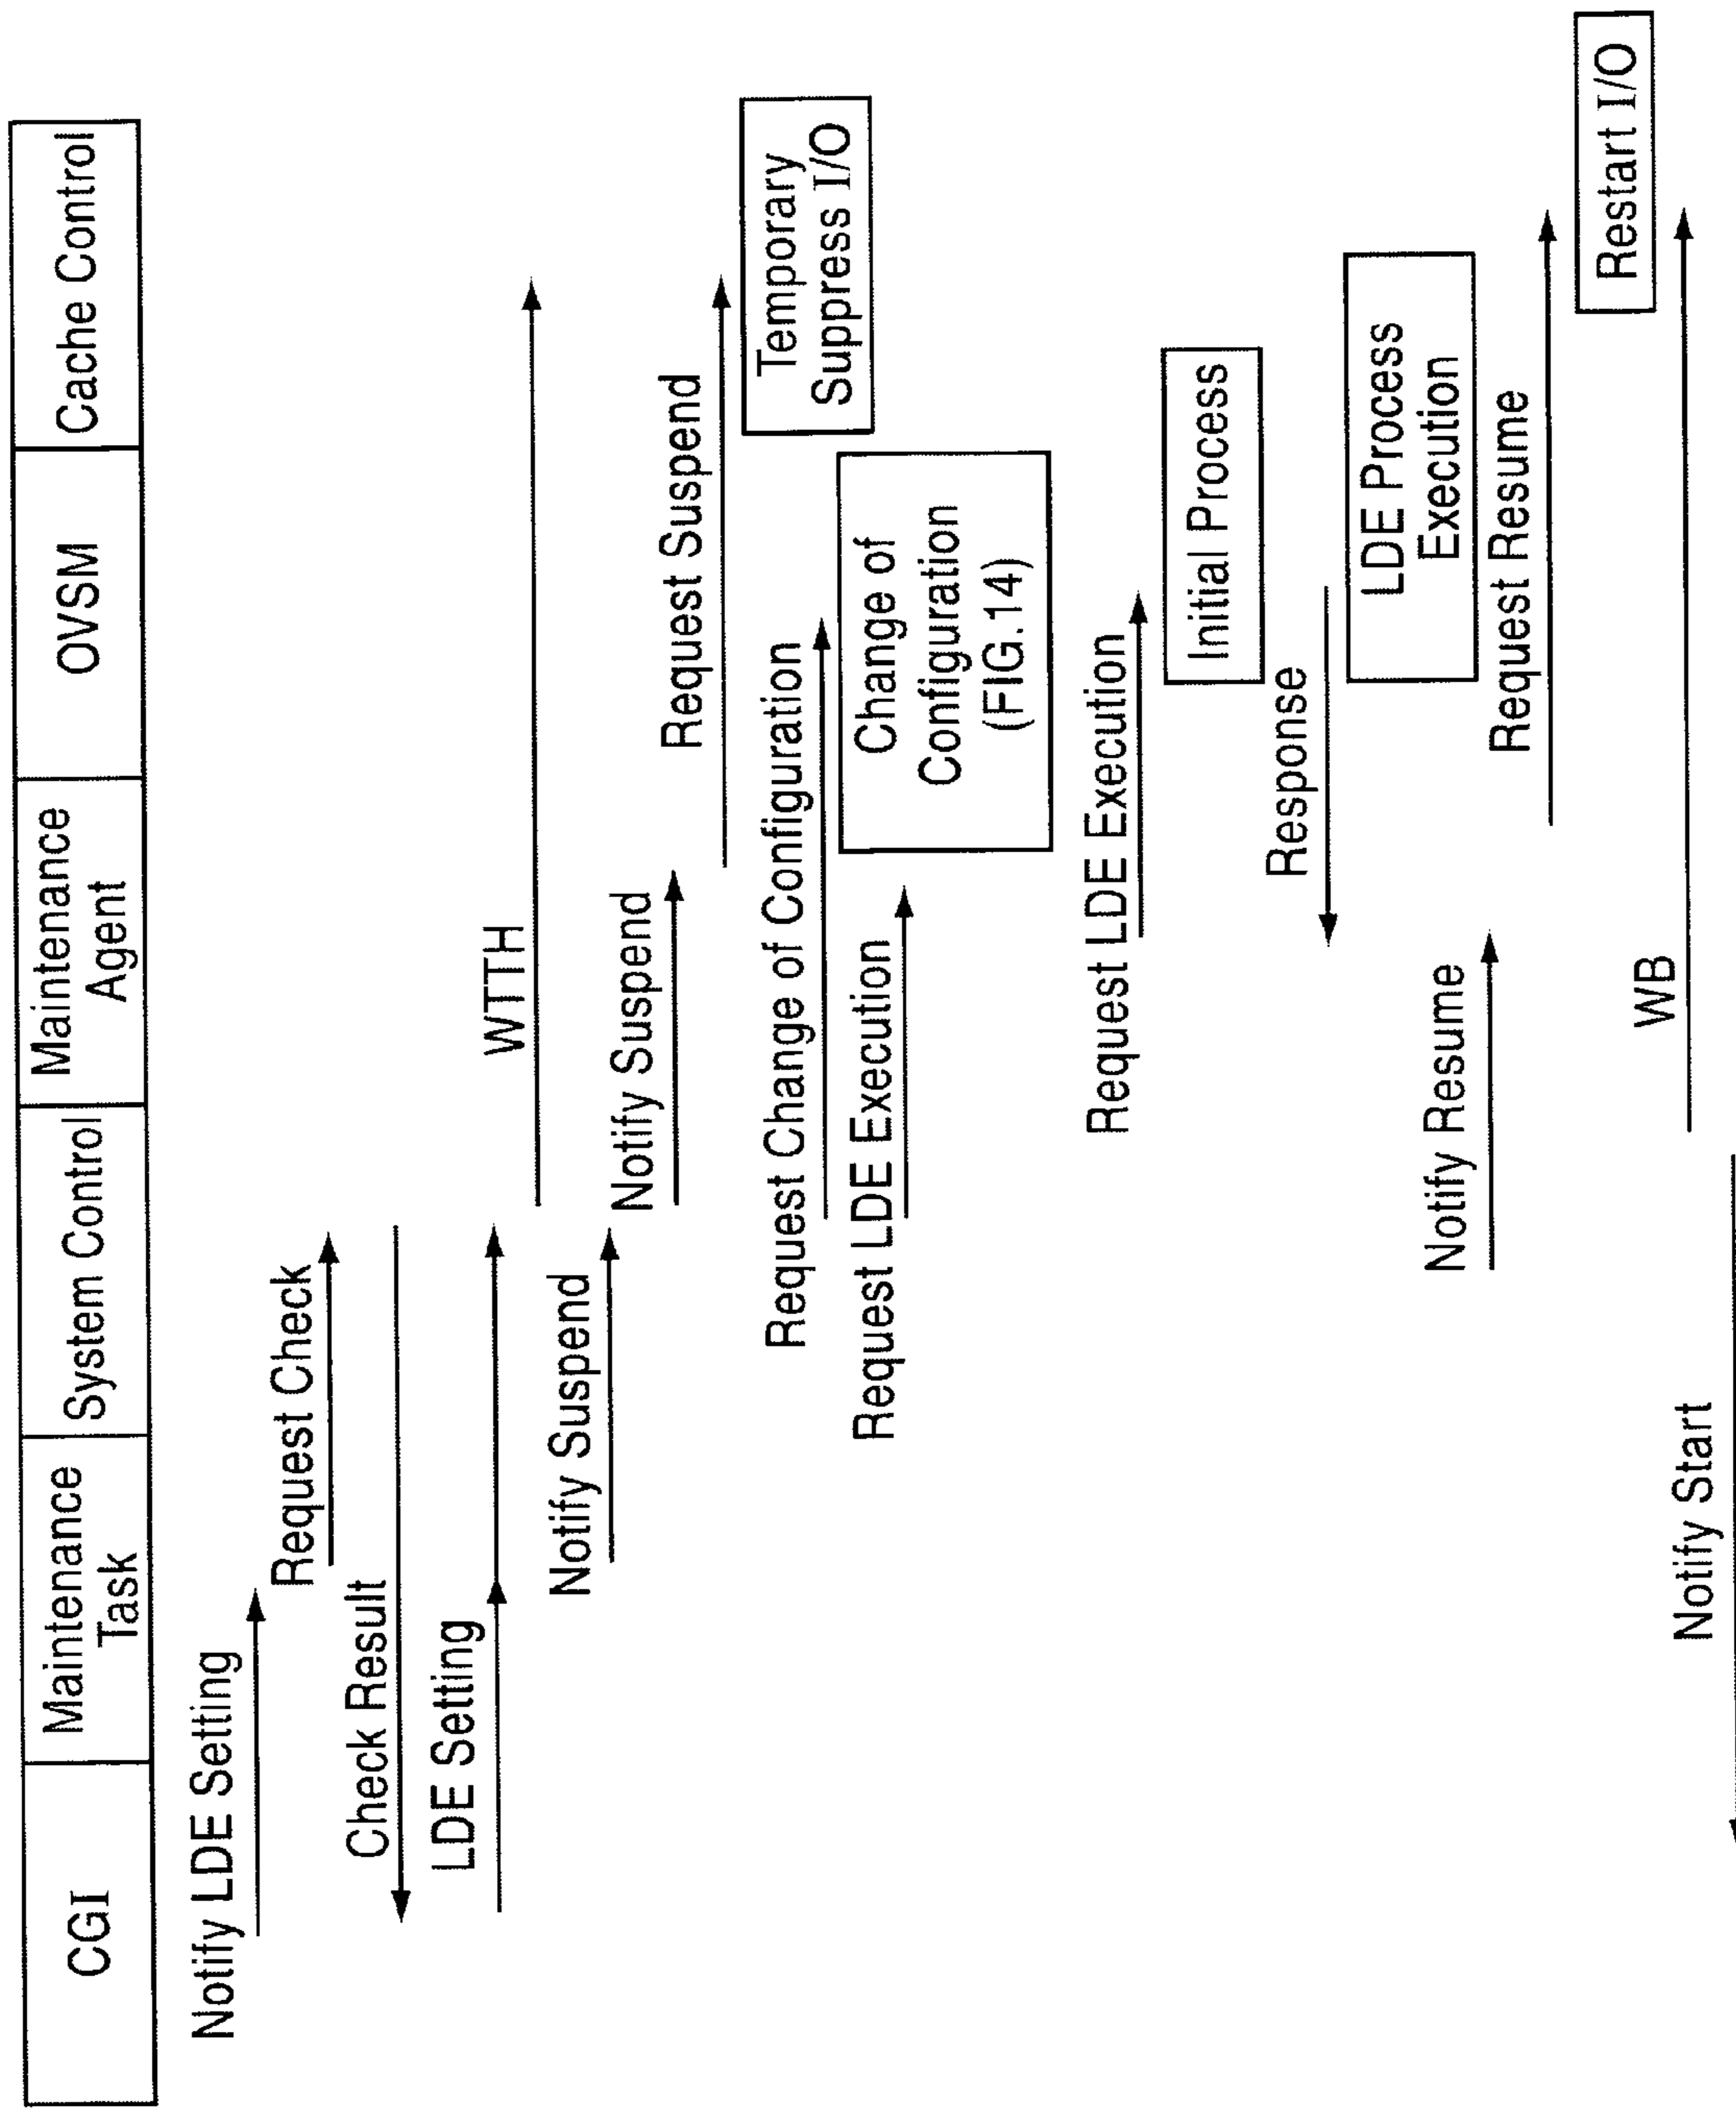 CGI
Maintenance
Task
System Control
Maintenance
Agent
OVSM
Cache Control
Notify LDE Setting
Request Check
Check Result
LDE Setting
WTTH
Notify Suspend
Notify Suspend
Request Suspend
Temporary
Suppress I/O
Request Change of Configuration
Change of
Configuration
(FIG.14)
Request LDE Execution
Request LDE Execution
Initial Process
Response
LDE Process
Execution
Notify Resume
Request Resume
Restart I/O
WB
Notify Start